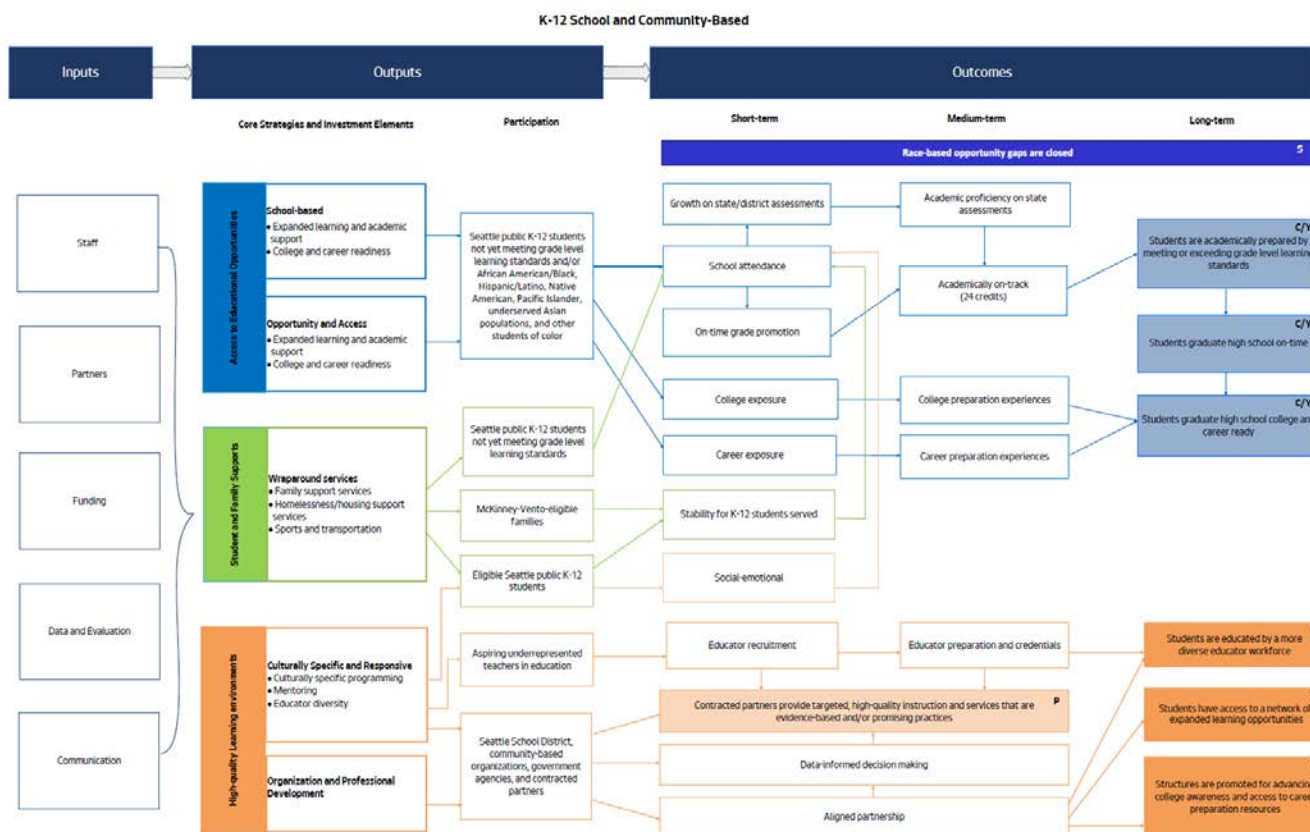 K-12 School and Community-Based
Inputs
Outputs
Outcomes
Core Strategies and Investment Elements
Participation
Short-term
Medium-term
Long-term
Race-based opportunity gaps are closed
S
Staff
Partners
Funding
Data and Evaluation
Communication
Access to Educational Opportunities
School-based
• Expanded learning and academic
support
• College and career readiness
Opportunity and Access
• Expanded learning and academic
support
• College and career readiness
Student and Family Supports
Wraparound services
• Family support services
• Homelessness/housing support
services
• Sports and transportation
High-quality Learning environments
Culturally Specific and Responsive
• Culturally specific programming
• Mentoring
• Educator diversity
Organization and Professional
Development
Seattle public K-12 students
not yet meeting grade level
learning standards and/or
African American/Black,
Hispanic/Latino, Native
American, Pacific Islander,
underserved Asian
populations, and other
students of color
Seattle public K-12 students
not yet meeting grade level
learning standards
McKinney-Vento-eligible
families
Eligible Seattle public K-12
students
Aspiring underrepresented
teachers in education
Seattle School District,
community-based
organizations, government
agencies, and contracted
partners
Growth on state/district assessments
School attendance
On-time grade promotion
College exposure
Career exposure
Stability for K-12 students served
Social-emotional
Educator recruitment
Academic proficiency on state
assessments
Academically on-track
(24 credits)
College preparation experiences
Career preparation experiences
Educator preparation and credentials
Contracted partners provide targeted, high-quality instruction and services that are
evidence-based and/or promising practices
P
Data-informed decision making
Aligned partnership
C/Y
Students are academically prepared by
meeting or exceeding grade level learning
standards
C/Y
Students graduate high school on-time
C/Y
Students graduate high school college an
career ready
Students are educated by a more
diverse educator workforce
Students have access to a network of
expanded learning opportunities
Structures are promoted for advancing
college awareness and access to career
preparation resources